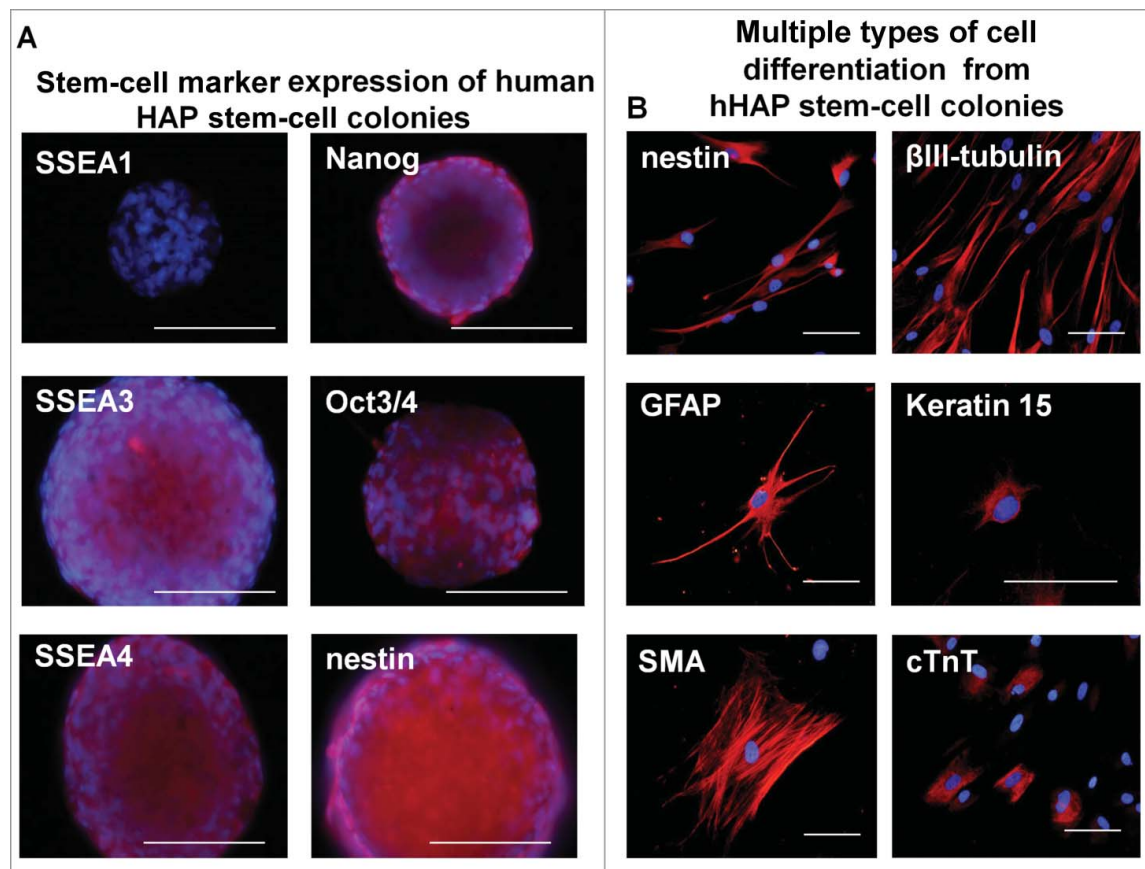 A
Stem-cell marker expression of human
HAP stem-cell colonies
SSEA1
Nanog
SSEA3
Oct3/4
SSEA4
nestin
Multiple types of cell
differentiation from
B
hHAP stem-cell colonies
nestin
βIII-tubulin
GFAP
Keratin 15
SMA
cTnT